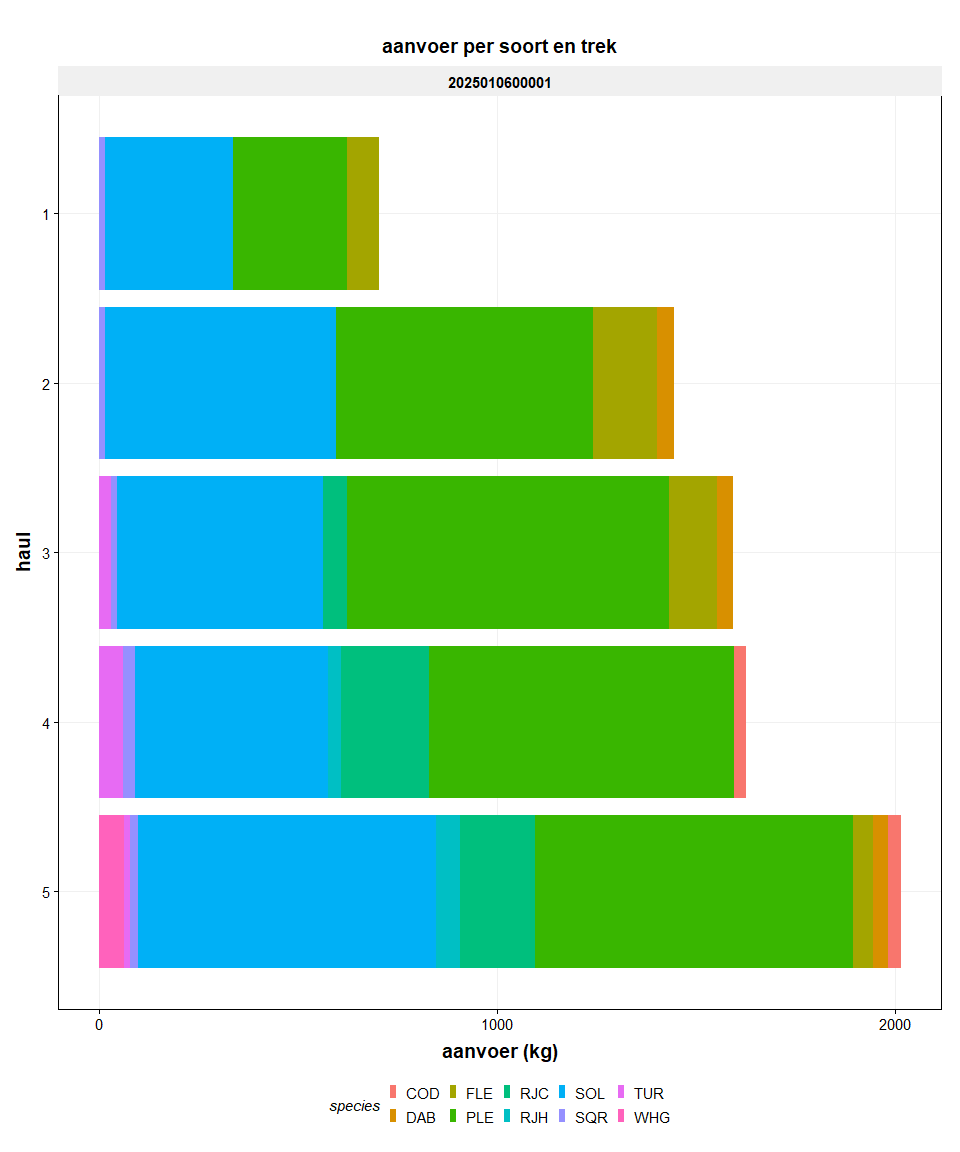 aanvoer per soort en trek
2025010600001
1
2
3
4
5
haul
0 1000 2000
aanvoer (kg)
species
COD FLE RJC SOL TUR
DAB PLE RJH SQR WHG